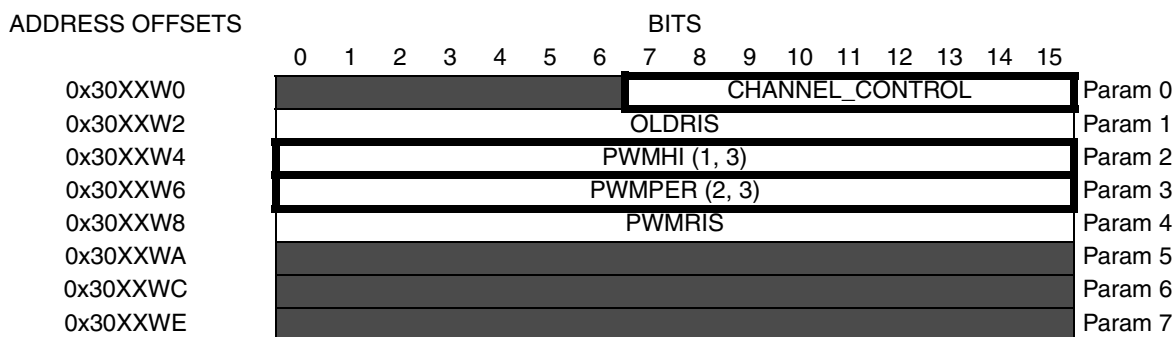 ADDRESS OFFSETS BITS
0 1 2 3 4 5 6 7 8 9 10 11 12 13 14 15
0x30XXW0 CHANNEL_CONTROL Param 0
0x30XXW2 OLDRIS Param 1
0x30XXW4 PWMHI (1, 3) Param 2
0x30XXW6 PWMPER (2, 3) Param 3
0x30XXW8 PWMRIS Param 4
0x30XXWA Param 5
0x30XXWC Param 6
0x30XXWE Param 7